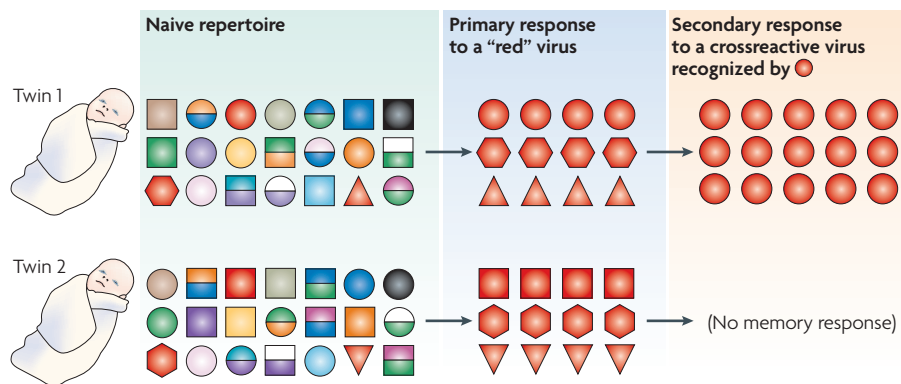 Naive repertoire
Primary response
to a “red” virus
Secondary response
to a crossreactive virus
recognized by
Twin 1
Twin 2
(No memory response)